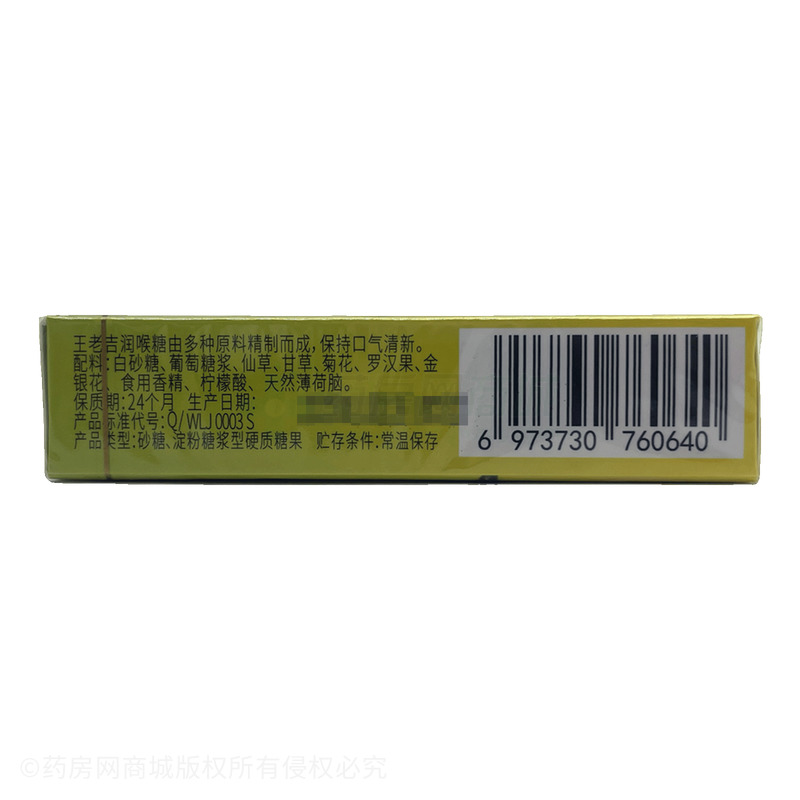 王老吉润喉糖由多种原料精制而成,保持口气清新。
配料:白砂糖、葡萄糖浆、仙草、甘草、菊花、罗汉果、金
银花、食用香精、柠檬酸、天然薄荷脑。
保质期:24个月 生产日期:
产品标准代号:Q/WLJ 0003 S
产品类型:砂糖、淀粉糖浆型硬质糖果 贮存条件:常温保存
6 973730 760640
©药房网商城版权所有侵权必究